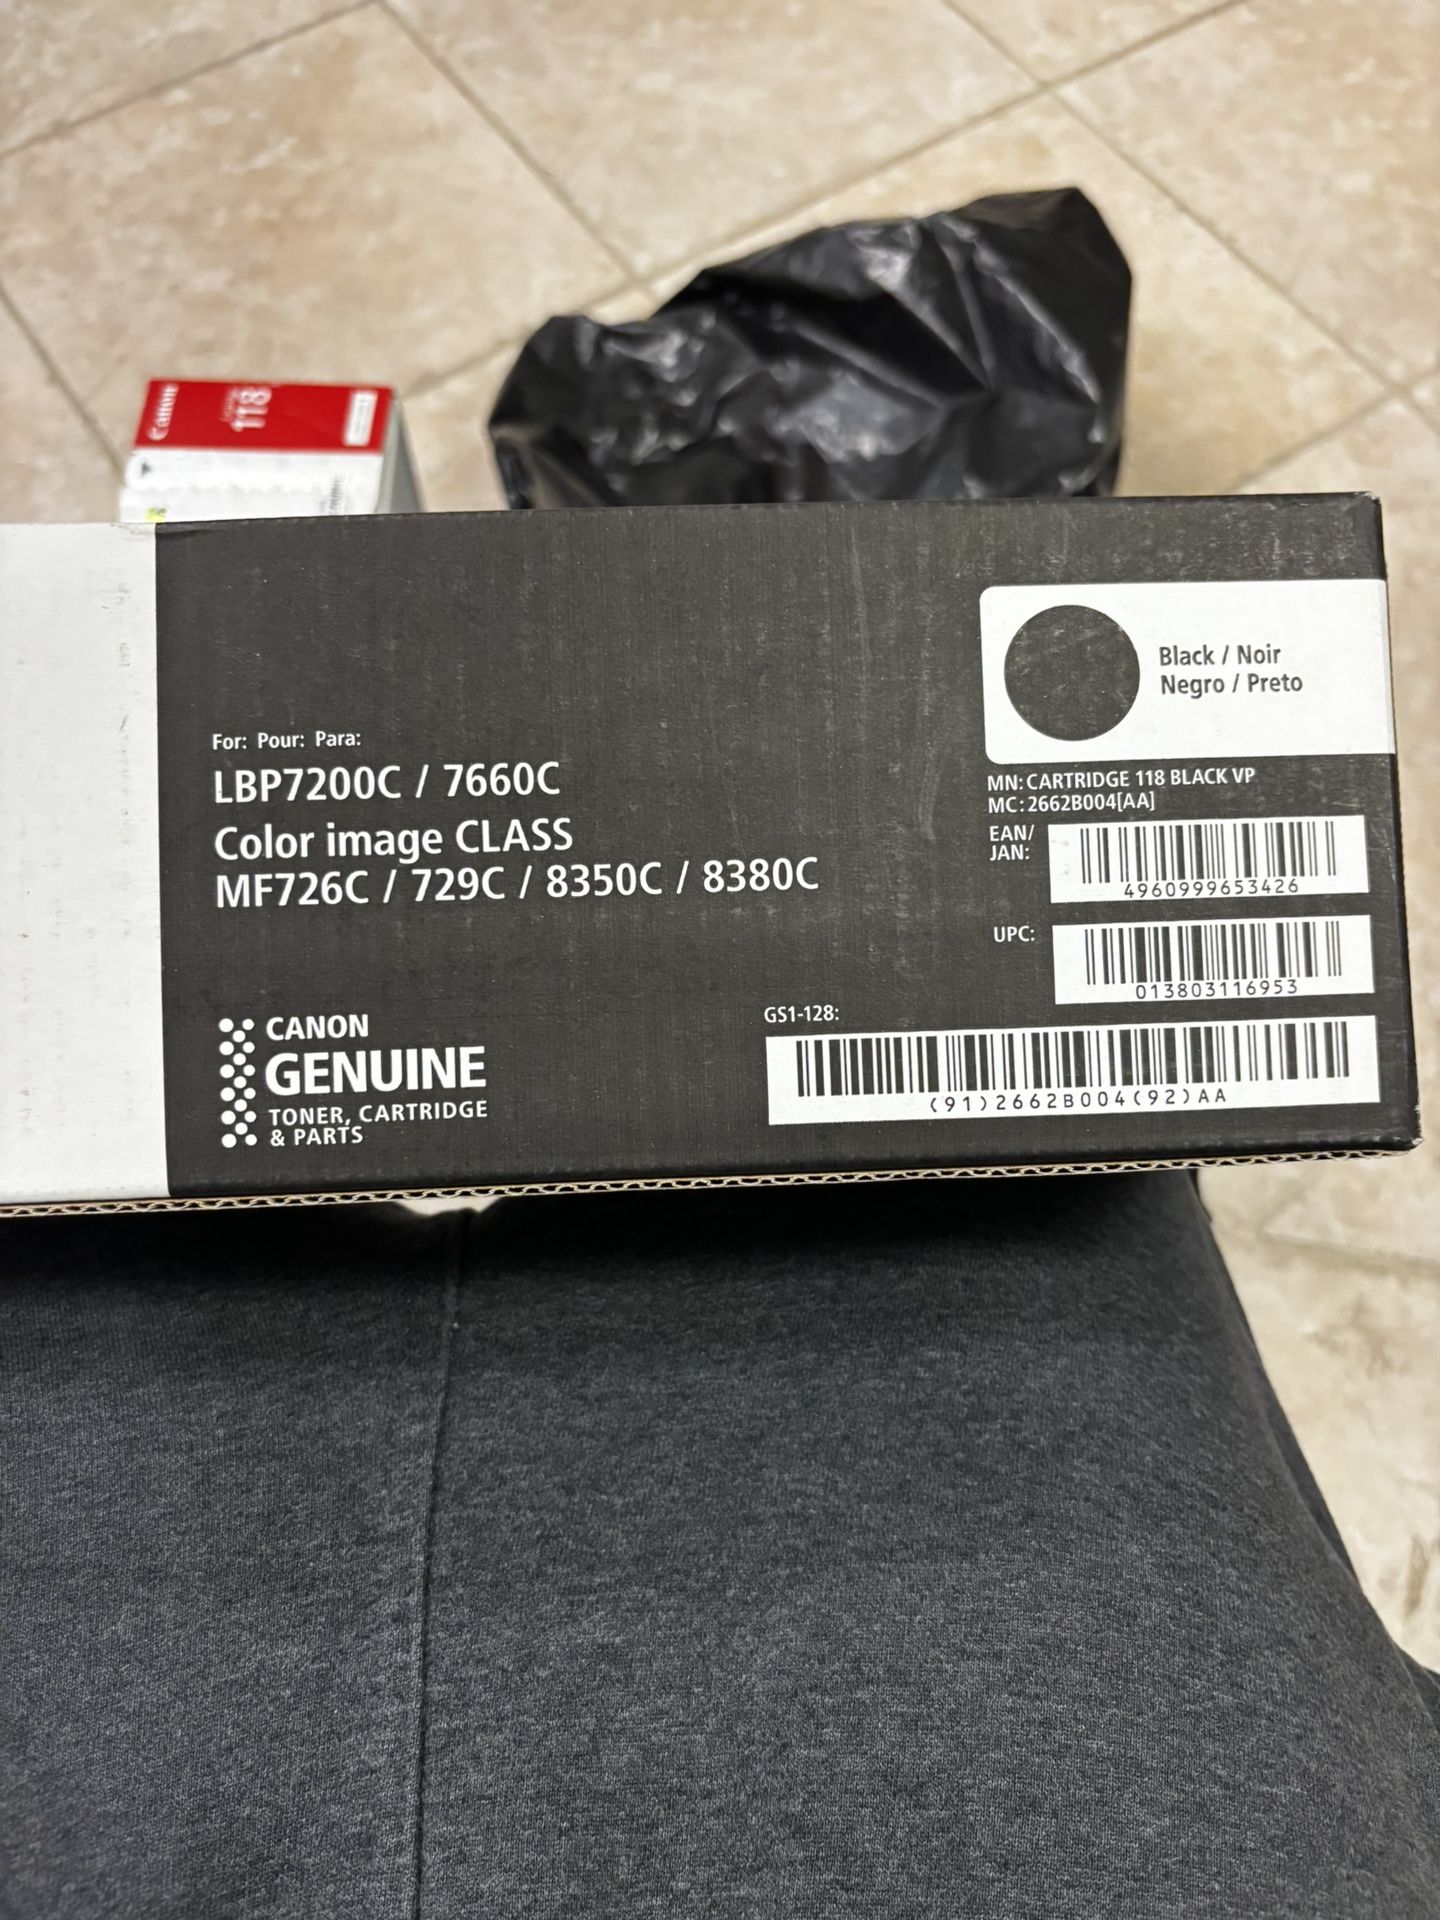 Canon
118
For: Pour: Para:
LBP7200C / 7660C
Color image CLASS
MF726C / 729C / 8350C / 8380C
CANON
GENUINE
TONER, CARTRIDGE
& PARTS
Black / Noir
Negro / Preto
MN: CARTRIDGE 118 BLACK VP
MC: 2662B004[AA]
EAN/
JAN:
4960999653426
UPC:
013803116953
GS1-128:
(91)2662B004(92)AA